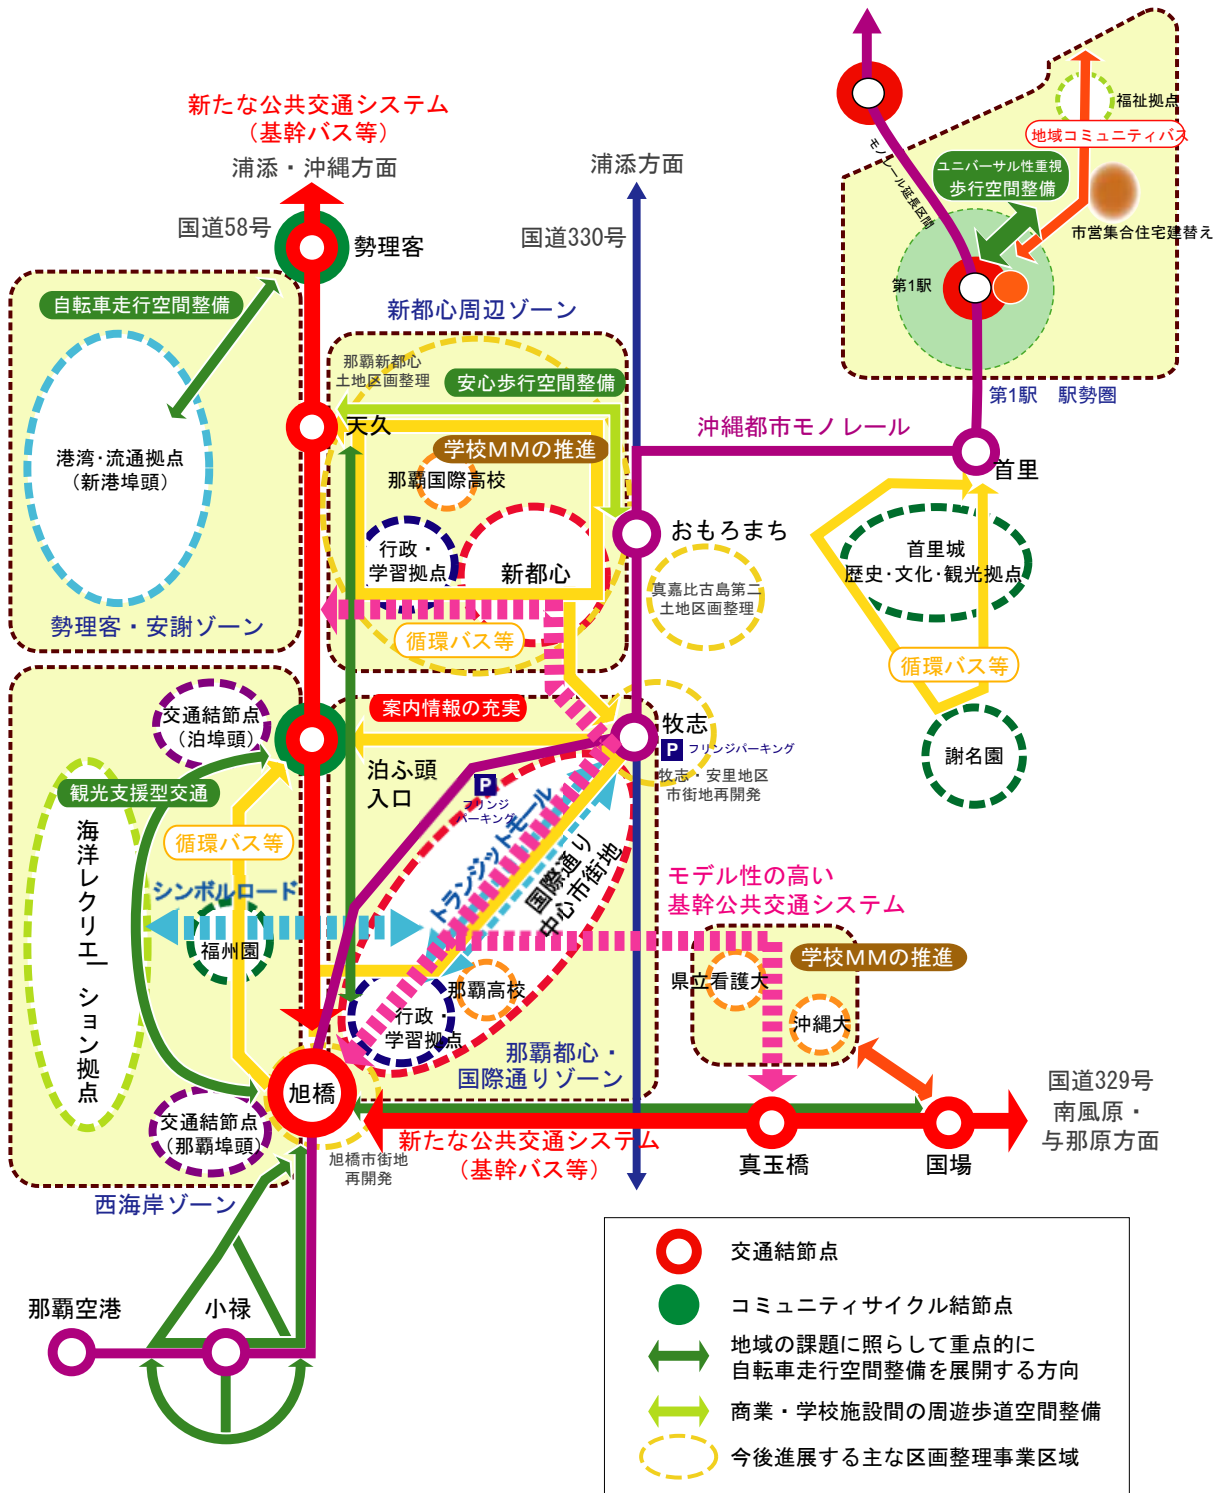 新たな公共交通システム
（基幹バス等）
浦添・沖縄方面
国道58号
勢理客
浦添方面
国道330号
福祉拠点
地域コミュニティバス
ユニバーサル性重視
歩行空間整備
モノレール延長区間
市営集合住宅建替え
第1駅
第1駅　駅勢圏
自転車走行空間整備
港湾・流通拠点
（新港埠頭）
勢理客・安謝ゾーン
新都心周辺ゾーン
那覇新都心
土地区画整理
安心歩行空間整備
天久
学校ＭＭの推進
那覇国際高校
行政・
学習拠点
新都心
循環バス等
沖縄都市モノレール
首里
おもろまち
真嘉比古島第二
土地区画整理
首里城
歴史・文化・観光拠点
循環バス等
謝名園
交通結節点
（泊埠頭）
案内情報の充実
牧志
P フリンジパーキング
牧志・安里地区
市街地再開発
泊ふ頭
入口
P
フリンジ
パーキング
観光支援型交通
循環バス等
海洋レクリエーション拠点
シンボルロード
福州園
トランジットモール
国際通り
中心市街地
モデル性の高い
基幹公共交通システム
学校ＭＭの推進
県立看護大
沖縄大
那覇高校
行政・
学習拠点
那覇都心・
国際通りゾーン
旭橋
交通結節点
（那覇埠頭）
新たな公共交通システム
（基幹バス等）
真玉橋
国場
国道329号
南風原・
与那原方面
旭橋市街地
再開発
西海岸ゾーン
那覇空港
小禄
交通結節点
コミュニティサイクル結節点
地域の課題に照らして重点的に
自転車走行空間整備を展開する方向
商業・学校施設間の周遊歩道空間整備
今後進展する主な区画整理事業区域